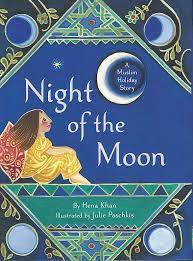 A
Muslim
Holiday
Story
Night
of the
Moon
By Hena Khan
Illustrated by Julie Paschkis